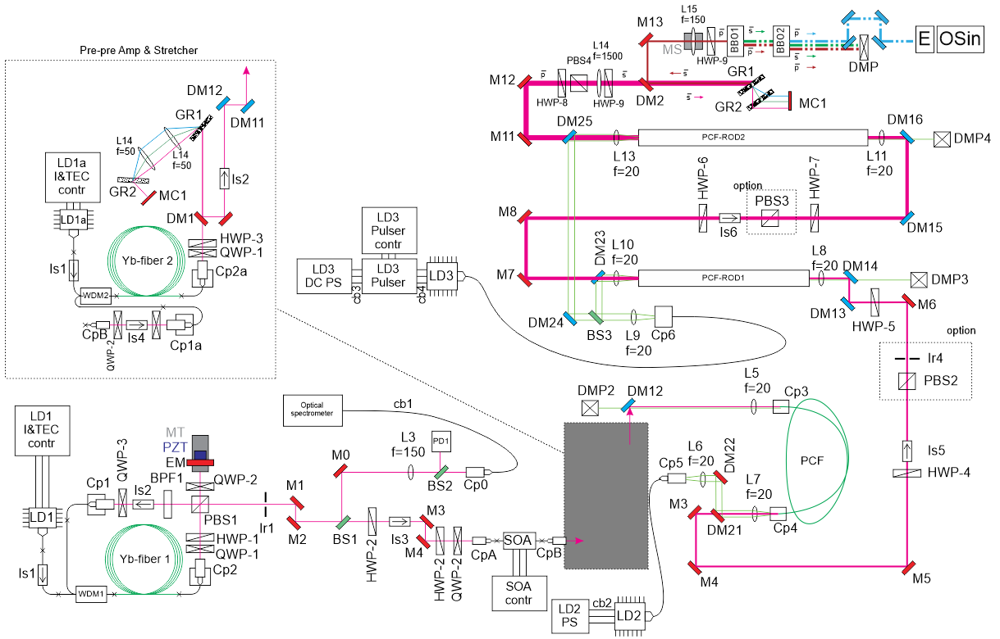 Pre-pre Amp & Stretcher
DM12
DM11
GR1
L14
f=50
L14
f=50
GR2
MC1
Is2
LD1a
I&TEC
contr
LD1a
DM1
HWP-3
QWP-1
Yb-fiber 2
Cp2a
Is1
WDM2
CpB
QWP-2
Is4
Cp1a
M13
L15
f=150
MS
HWP-9
p
BBO1
s
BBO2
p
s
p
DMP
E
OSin
M12
p
HWP-8
PBS4
L14
f=1500
HWP-9
s
s
DM2
s
GR1
GR2
MC1
M11
DM25
L13
f=20
PCF-ROD2
L11
f=20
DM16
DMP4
HWP-6
option
PBS3
HWP-7
M8
Is6
DM15
LD3
Pulser
contr
LD3
DC PS
cb3
LD3
Pulser
cb4
LD3
M7
DM23
L10
f=20
PCF-ROD1
L8
f=20
DM14
DMP3
DM13
HWP-5
M6
DM24
BS3
L9
f=20
Cp6
option
Ir4
PBS2
LD1
I&TEC
contr
MT
PZT
EM
Optical
spectrometer
cb1
DMP2
DM12
L5
f=20
Cp3
PCF
Is5
HWP-4
Cp1
QWP-3
Is2
BPF1
QWP-2
PBS1
Ir1
M1
M2
M0
L3
f=150
PD1
BS2
Cp0
Cp5
L6
f=20
DM22
L7
f=20
M3
DM21
Cp4
LD1
HWP-1
QWP-1
Yb-fiber 1
Cp2
Is1
WDM1
BS1
HWP-2
Is3
M3
M4
HWP-2
QWP-2
CpA
SOA
CpB
SOA
contr
M4
M5
LD2
PS
cb2
LD2